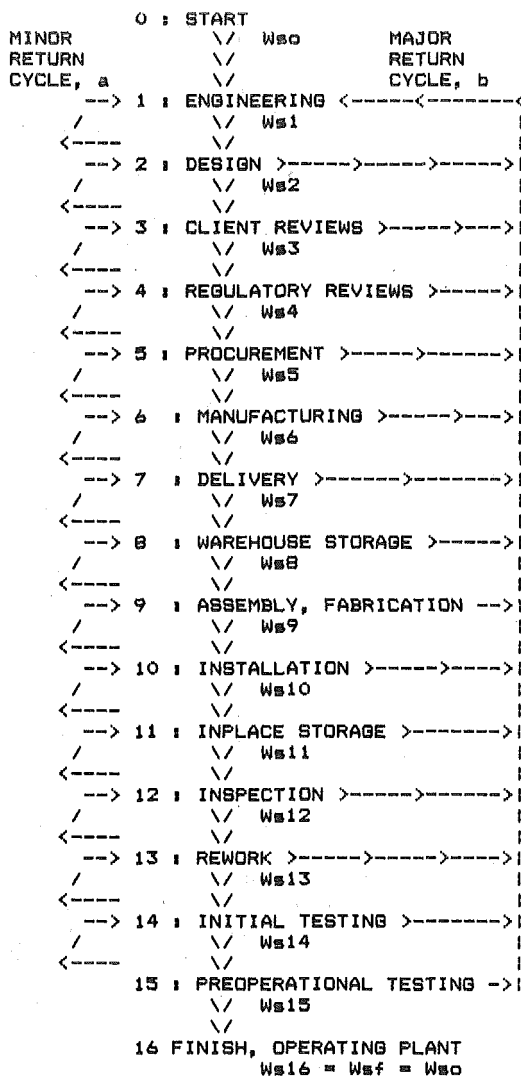 0 : START
MINOR \/ Wso MAJOR
RETURN \/ RETURN
CYCLE, a \/ CYCLE, b
--> 1 : ENGINEERING <-----<-------<
/ \/ Ws1
<---- \/
--> 2 : DESIGN >----->----->----->|
/ \/ Ws2
<---- \/
--> 3 : CLIENT REVIEWS >----->--->|
/ \/ Ws3
<---- \/
--> 4 : REGULATORY REVIEWS >----->|
/ \/ Ws4
<---- \/
--> 5 : PROCUREMENT >----->----->|
/ \/ Ws5
<---- \/
--> 6 : MANUFACTURING >----->--->|
/ \/ Ws6
<---- \/
--> 7 : DELIVERY >------>------->|
/ \/ Ws7
<---- \/
--> 8 : WAREHOUSE STORAGE >----->|
/ \/ Ws8
<---- \/
--> 9 : ASSEMBLY, FABRICATION -->|
/ \/ Ws9
<---- \/
--> 10 : INSTALLATION >----->---->|
/ \/ Ws10
<---- \/
--> 11 : INPLACE STORAGE >------->|
/ \/ Ws11
<---- \/
--> 12 : INSPECTION >----->------>|
/ \/ Ws12
<---- \/
--> 13 : REWORK >----->----->---->|
/ \/ Ws13
<---- \/
--> 14 : INITIAL TESTING >------->|
/ \/ Ws14
<---- \/
15 : PREOPERATIONAL TESTING ->|
\/ Ws15
\/
16 FINISH, OPERATING PLANT
Ws16 = Wsf = Wso